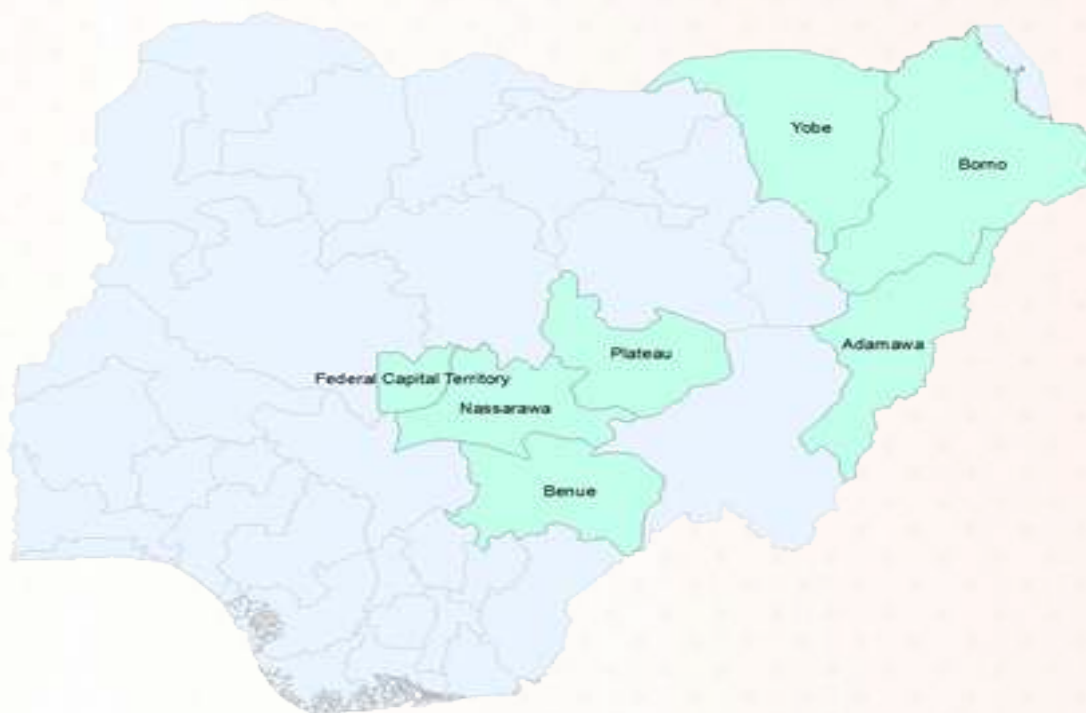 Yobe
Borno
Adamawa
Plateau
Federal Capital Territory
Nassarawa
Benue